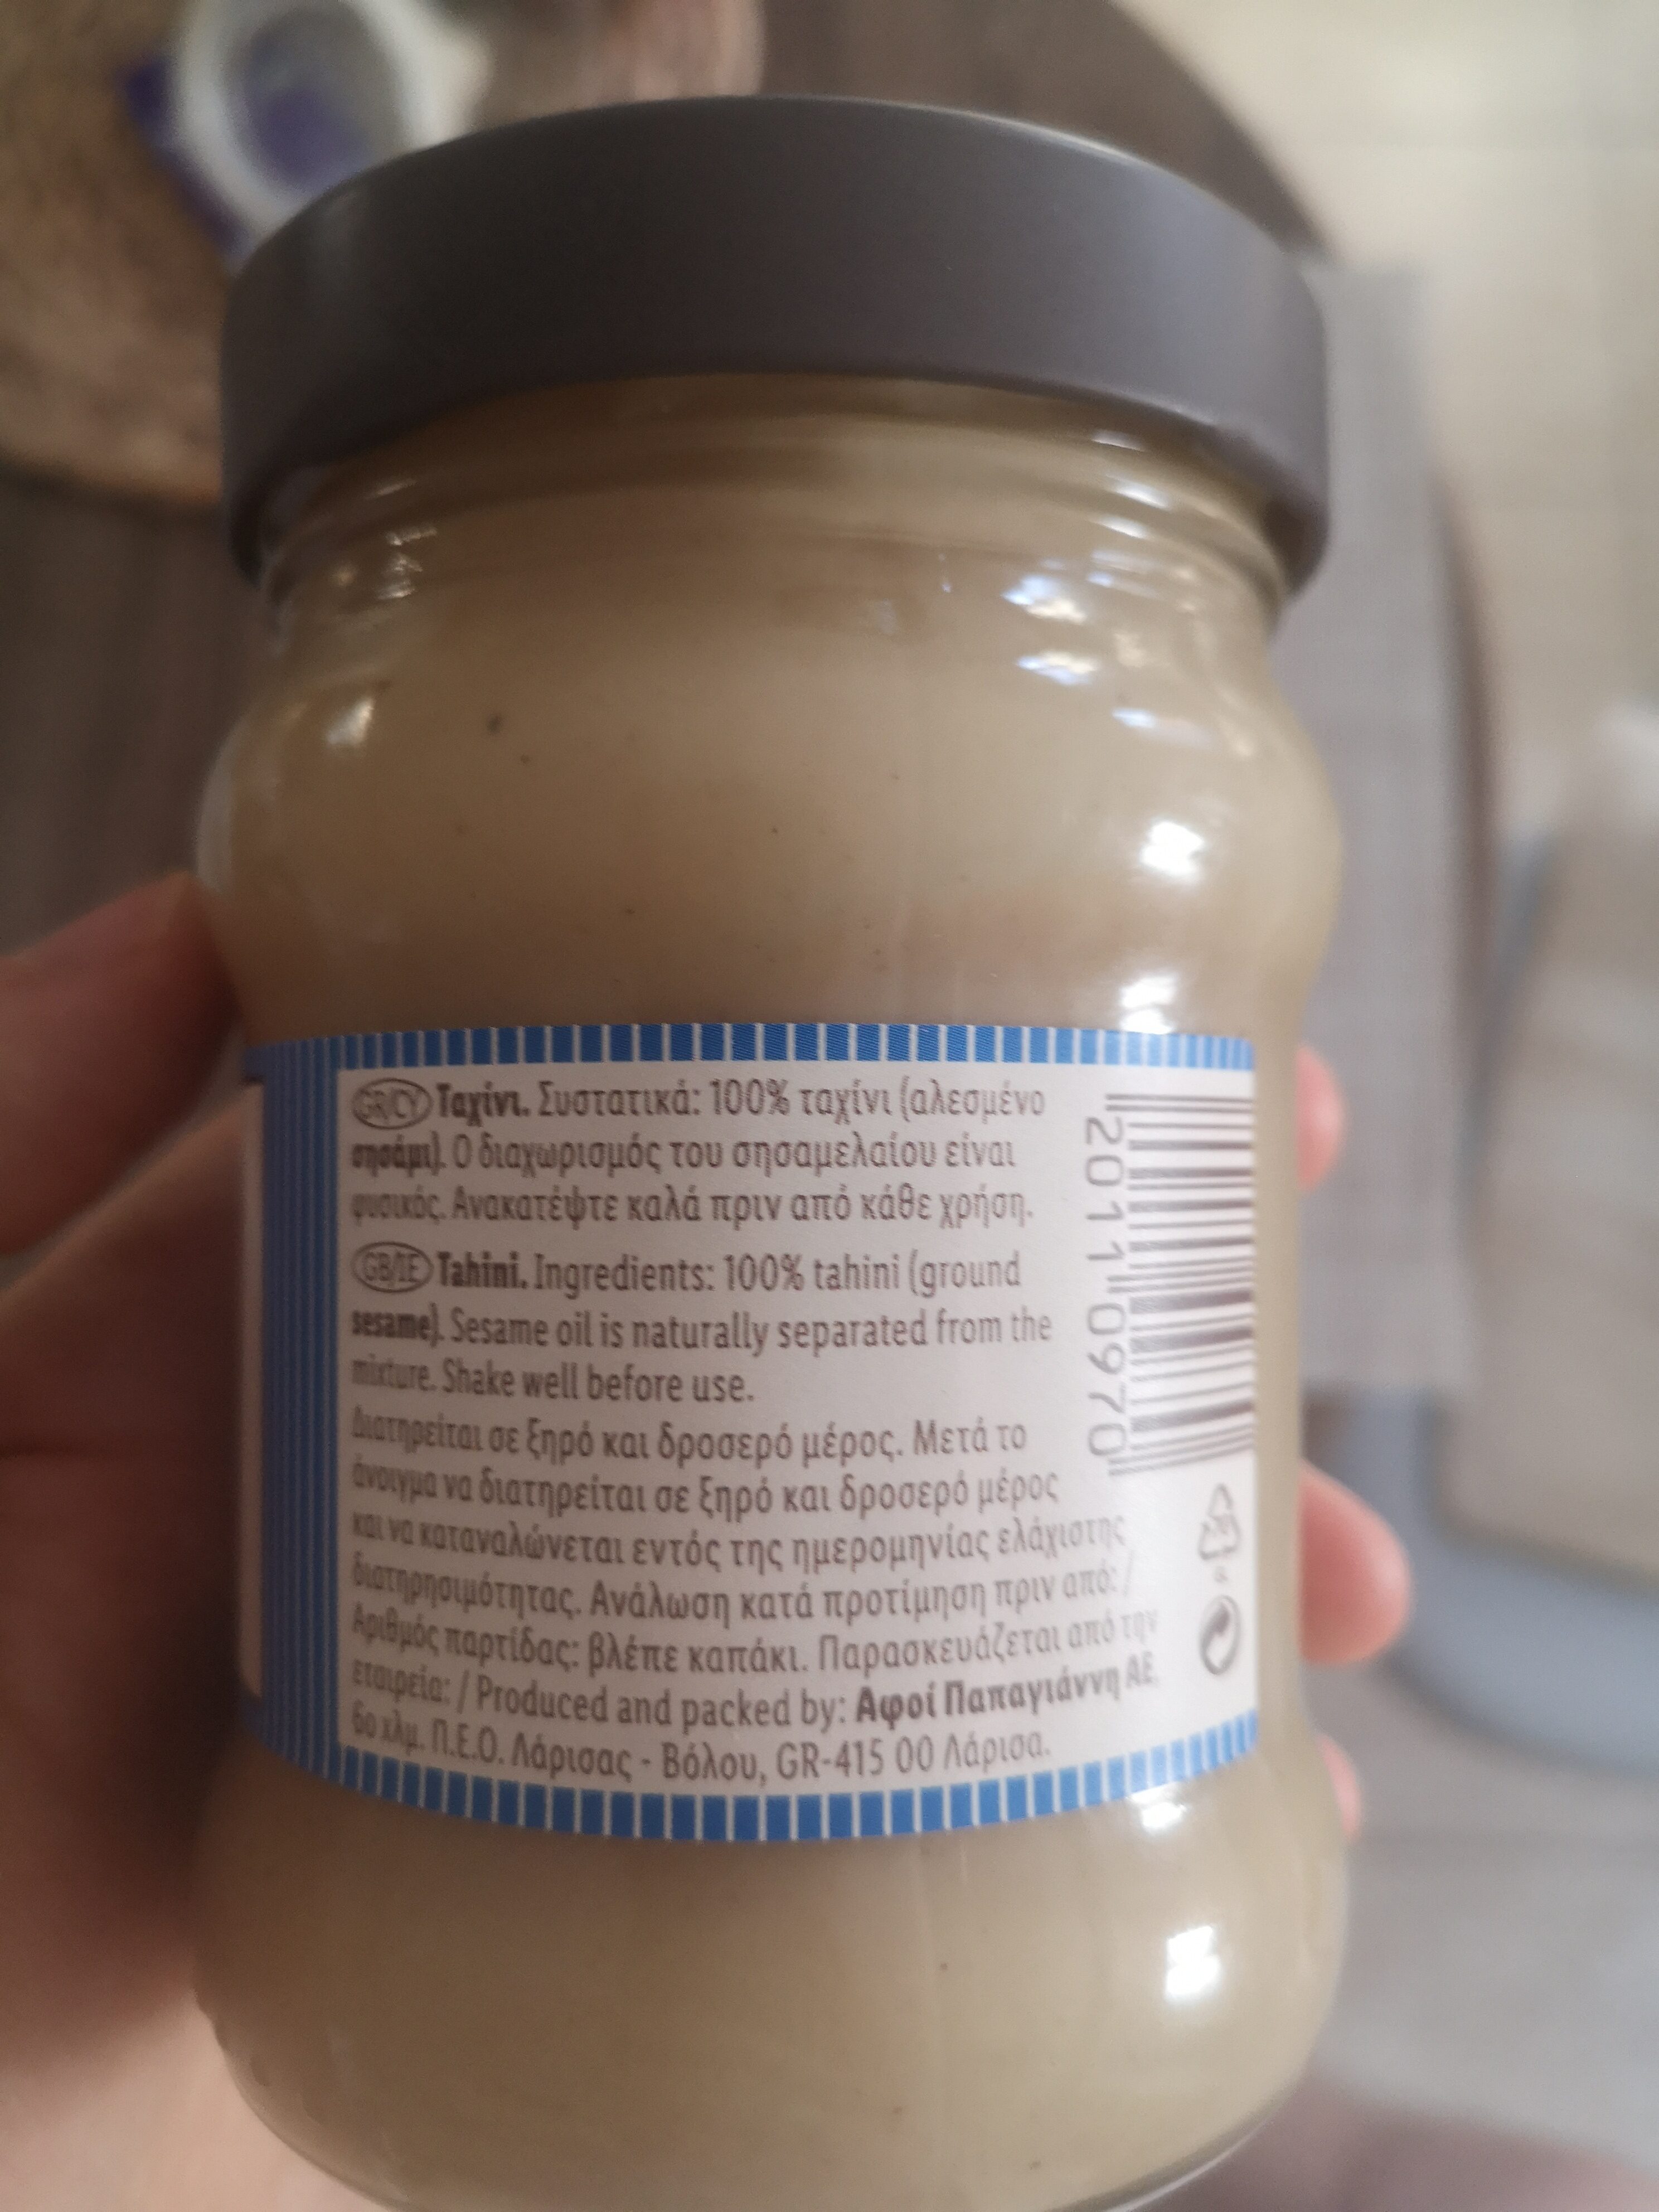 GR/CY Ταχίνι. Συστατικά: 100% ταχίνι (αλεσμένο
σησάμι). Ο διαχωρισμός του σησαμελαίου είναι
φυσικός. Ανακατέψτε καλά πριν από κάθε χρήση.
GB/IE Tahini. Ingredients: 100% tahini (ground
sesame). Sesame oil is naturally separated from the
mixture. Shake well before use.
Διατηρείται σε ξηρό και δροσερό μέρος. Μετά το
άνοιγμα να διατηρείται σε ξηρό και δροσερό μέρος
και να καταναλώνεται εντός της ημερομηνίας ελάχιστης
διατηρησιμότητας. Ανάλωση κατά προτίμηση πριν από: /
Αριθμός παρτίδας: βλέπε καπάκι. Παρασκευάζεται από την
εταιρεία: / Produced and packed by: Αφοί Παπαγιάννη ΑΕ,
6ο χλμ. Π.Ε.Ο. Λάρισας - Βόλου, GR-415 00 Λάρισα.
2011 0970